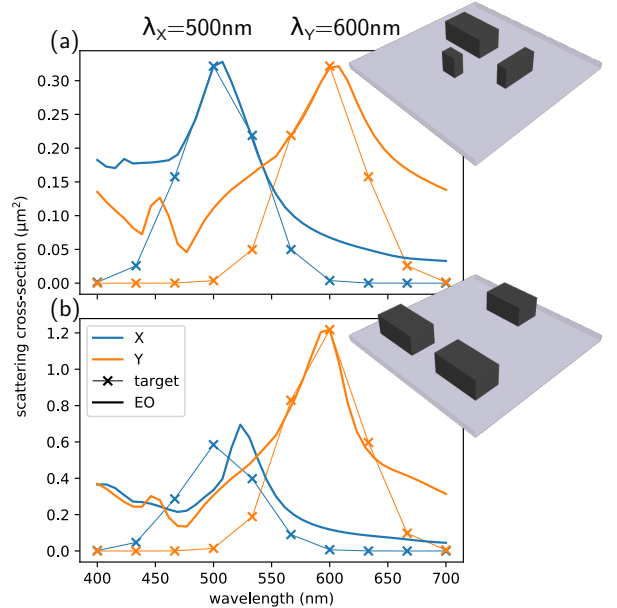 λX=500nm λY=600nm
(a)
0.30
0.25
0.20
0.15
0.10
0.05
0.00
scattering cross-section (μm²)
(b)
1.2
1.0
0.8
0.6
0.4
0.2
0.0
X
Y
target
EO
400 450 500 550 600 650 700
wavelength (nm)